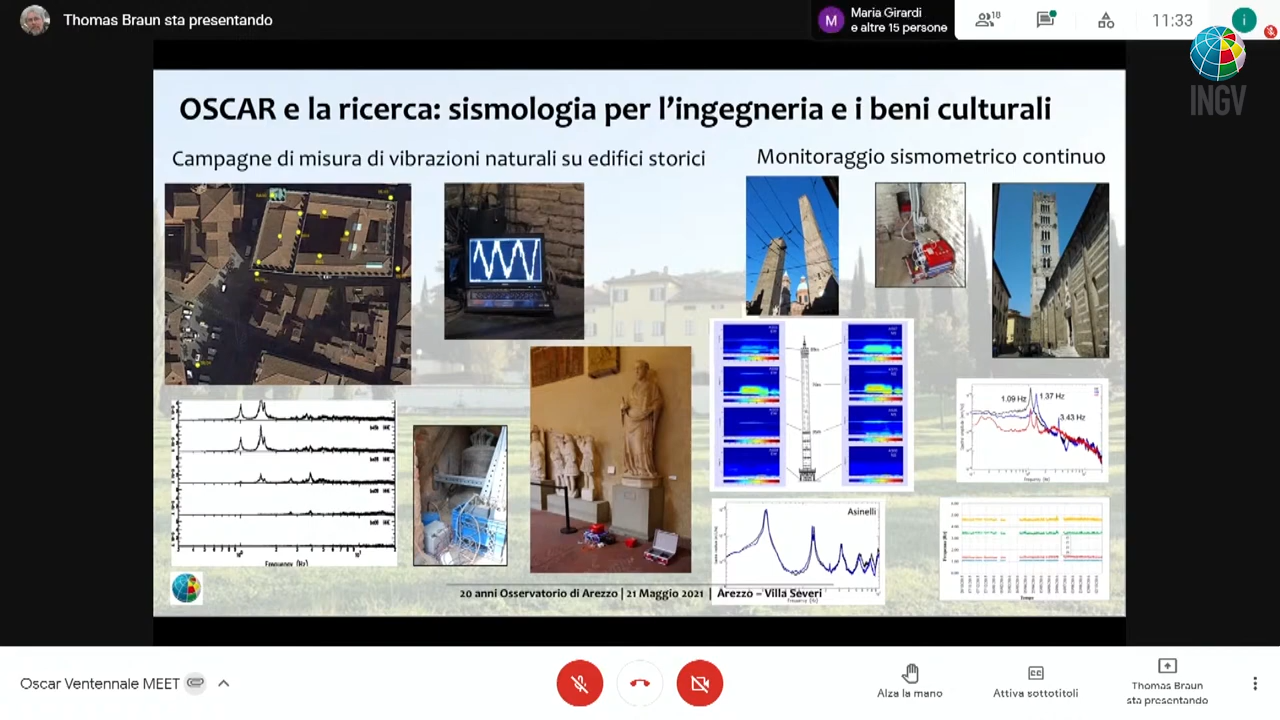 Thomas Braun sta presentando
M
Maria Girardi
e altre 15 persone
18
11:33
i
INGV
OSCAR e la ricerca: sismologia per l'ingegneria e i beni culturali
Campagne di misura di vibrazioni naturali su edifici storici
Monitoraggio sismometrico continuo
1.09 Hz
1.37 Hz
3.43 Hz
Asinelli
Frequency (Hz)
20 anni Osservatorio di Arezzo | 21 Maggio 2021 | Arezzo – Villa Severi
Oscar Ventennale MEET
Alza la mano
Attiva sottotitoli
Thomas Braun
sta presentando